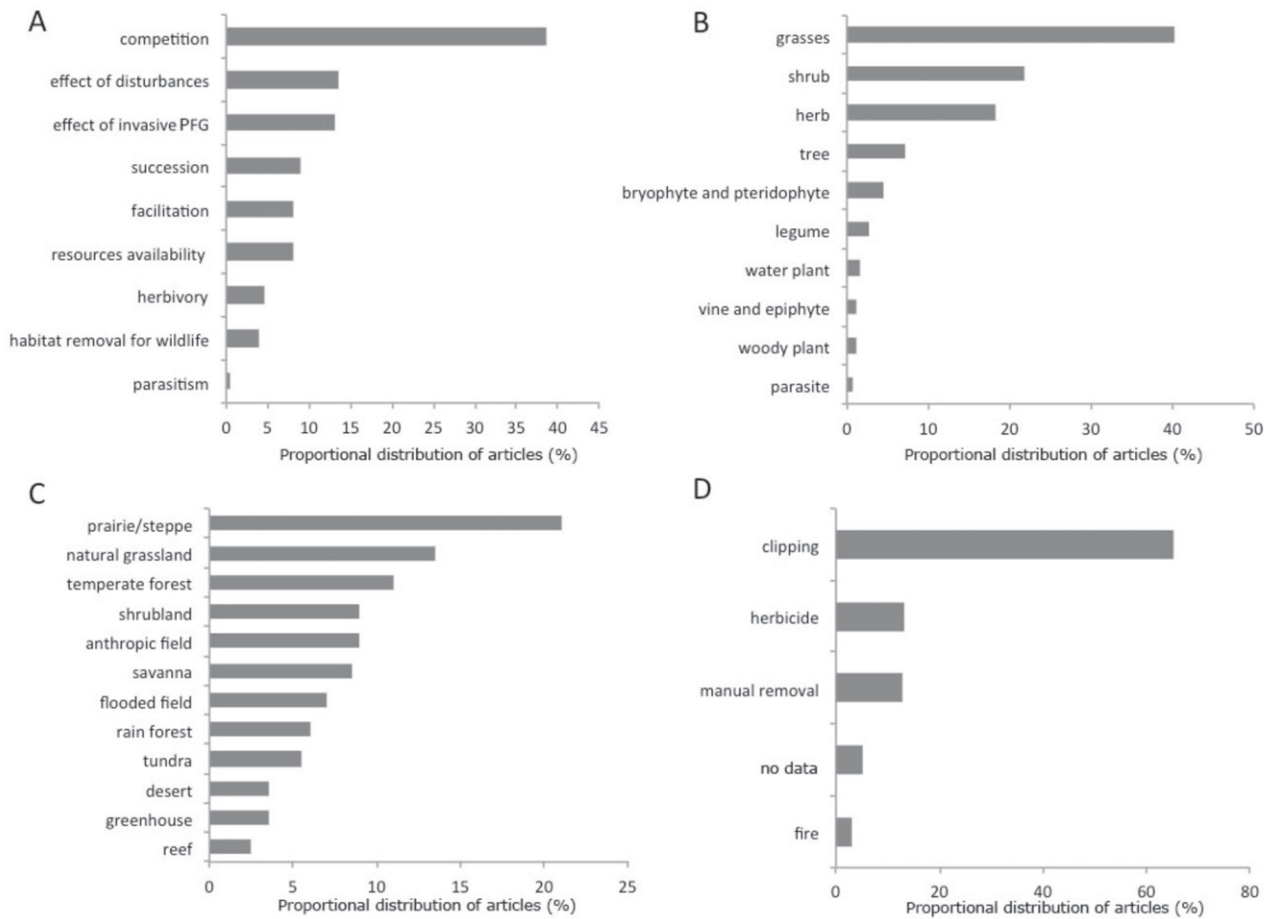 A
competition
effect of disturbances
effect of invasive PFG
succession
facilitation
resources availability
herbivory
habitat removal for wildlife
parasitism
0 5 10 15 20 25 30 35 40 45
Proportional distribution of articles (%)
B
grasses
shrub
herb
tree
bryophyte and pteridophyte
legume
water plant
vine and epiphyte
woody plant
parasite
0 10 20 30 40 50
Proportional distribution of articles (%)
C
prairie/steppe
natural grassland
temperate forest
shrubland
anthropic field
savanna
flooded field
rain forest
tundra
desert
greenhouse
reef
0 5 10 15 20 25
Proportional distribution of articles (%)
D
clipping
herbicide
manual removal
no data
fire
0 20 40 60 80
Proportional distribution of articles (%)